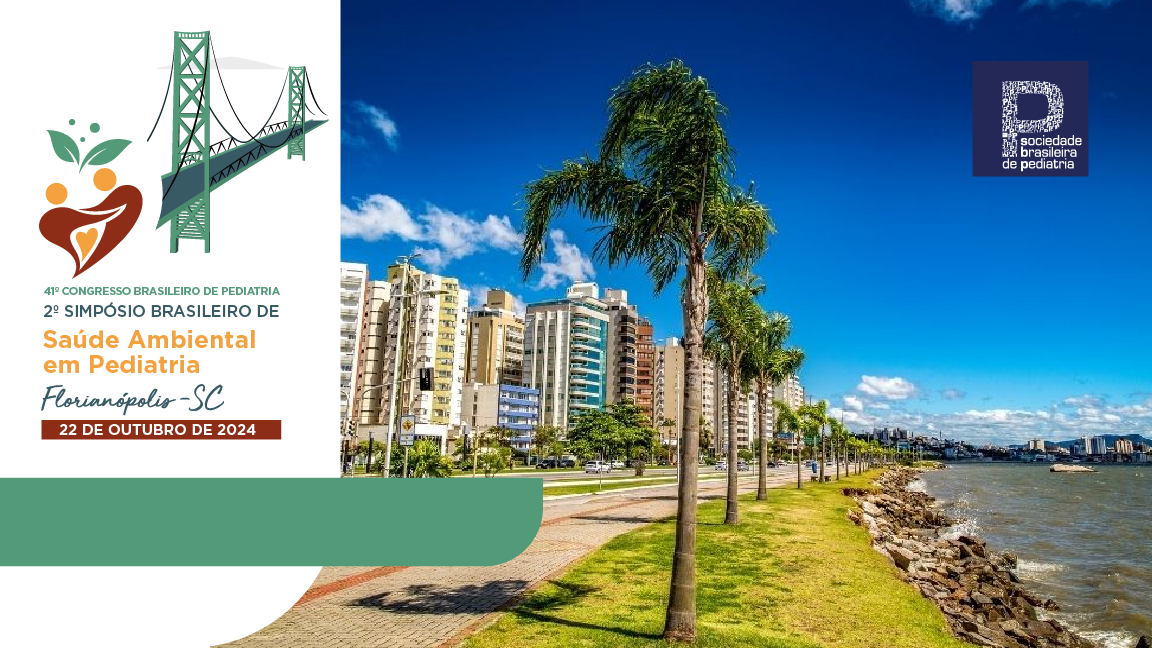 41º CONGRESSO BRASILEIRO DE PEDIATRIA
2º SIMPÓSIO BRASILEIRO DE
Saúde Ambiental
em Pediatria
Florianópolis-SC
22 DE OUTUBRO DE 2024
sociedade
brasileira
de pediatria